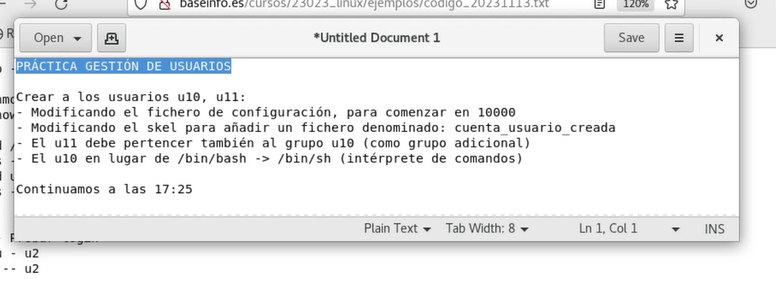 baseinfo.es/cursos/23023_linux/ejemplos/codigo_20231113.txt
120%
Open
*Untitled Document 1
Save
PRÁCTICA GESTIÓN DE USUARIOS
Crear a los usuarios u10, u11:
- Modificando el fichero de configuración, para comenzar en 10000
- Modificando el skel para añadir un fichero denominado: cuenta_usuario_creada
- El u11 debe pertencer también al grupo u10 (como grupo adicional)
- El u10 en lugar de /bin/bash -> /bin/sh (intérprete de comandos)
Continuamos a las 17:25
Plain Text Tab Width: 8 Ln 1, Col 1 INS
- u2
-- u2